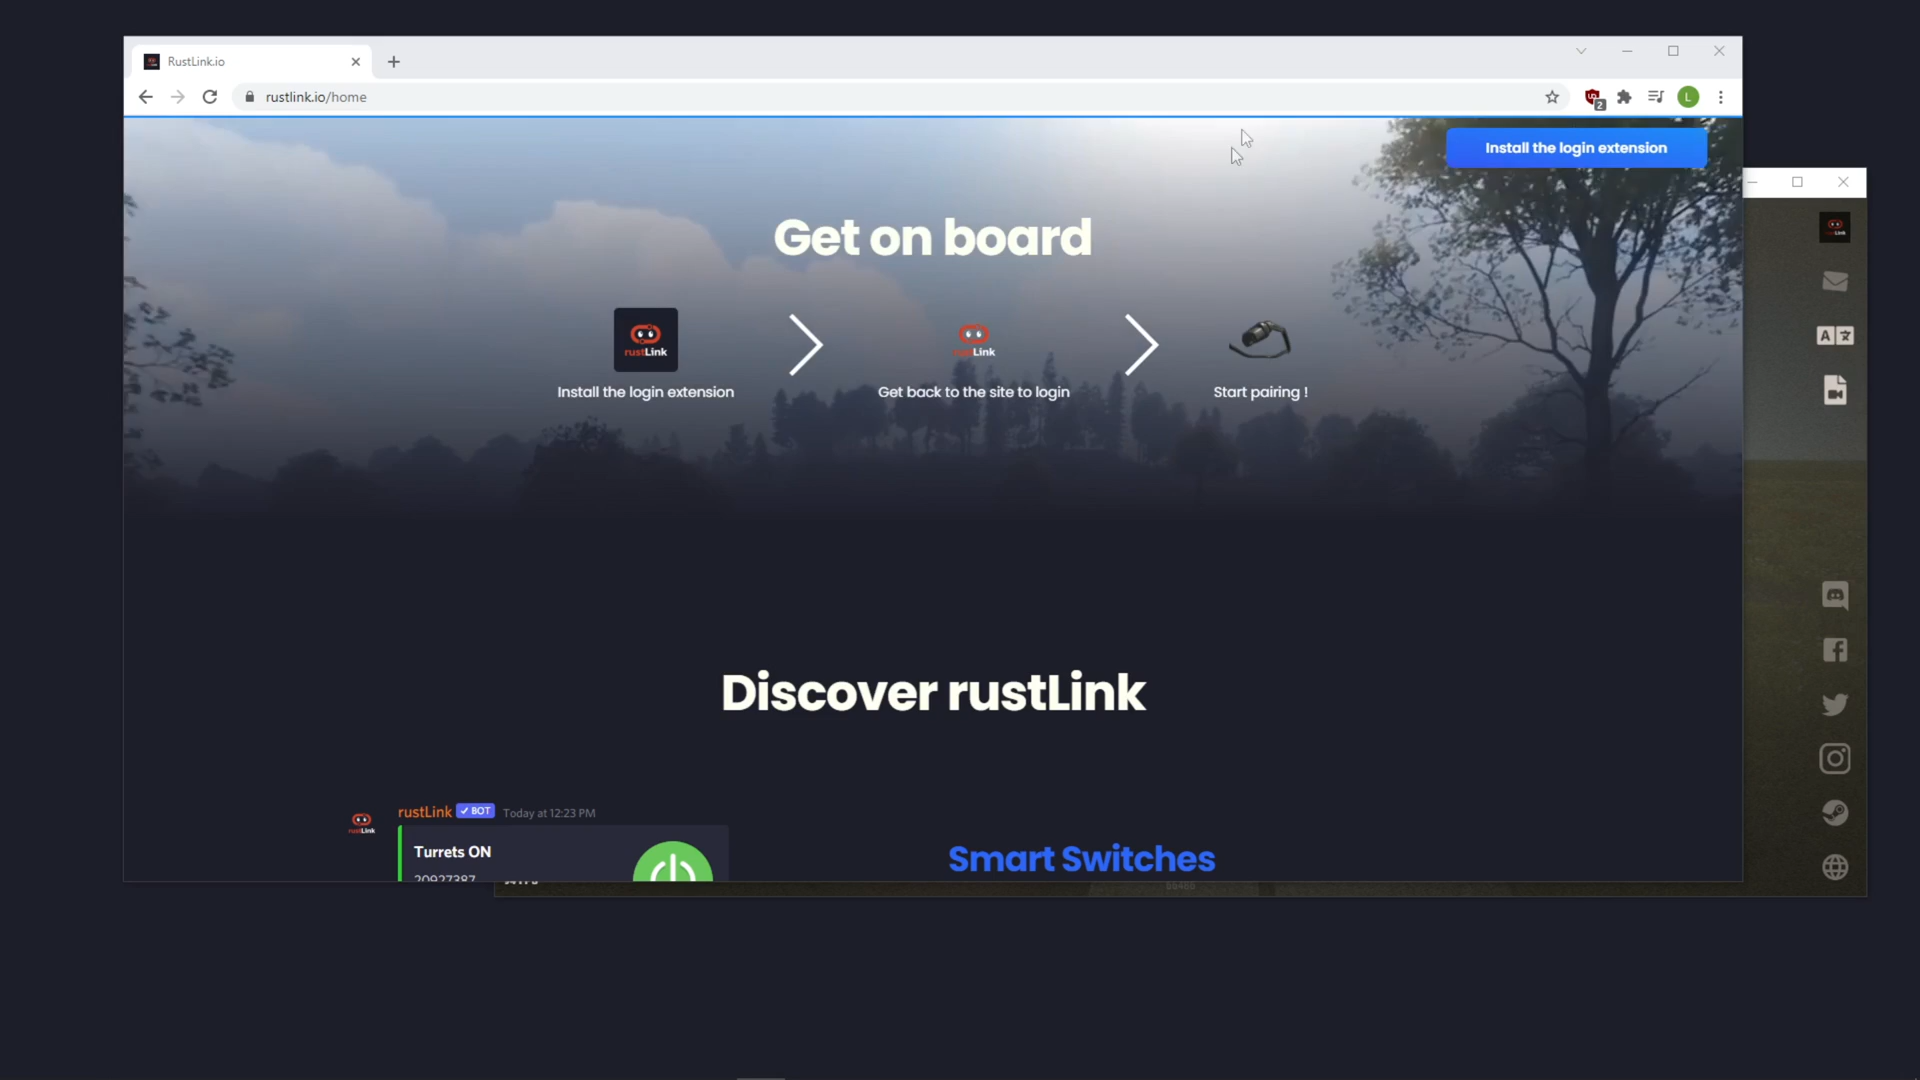 RustLink.io
rustlink.io/home
2
L
Install the login extension
Get on board
rustLink
Link
Install the login extension
Get back to the site to login
Start pairing !
Discover rustLink
rustLink
✓ BOT
Today at 12:23 PM
Turrets ON
20927387
Smart Switches